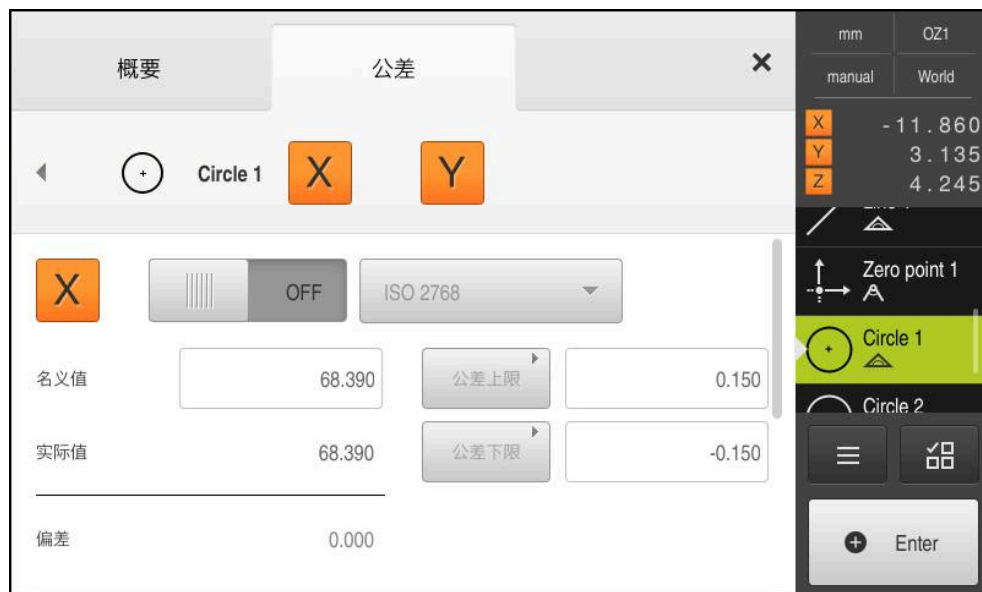 概要
公差
×
Circle 1
X
Y
X
OFF
ISO 2768
名义值
68.390
公差上限
0.150
实际值
68.390
公差下限
-0.150
偏差
0.000
mm
OZ1
manual
World
X
-11.860
Y
3.135
Z
4.245
Zero point 1
Circle 1
Circle 2
Enter